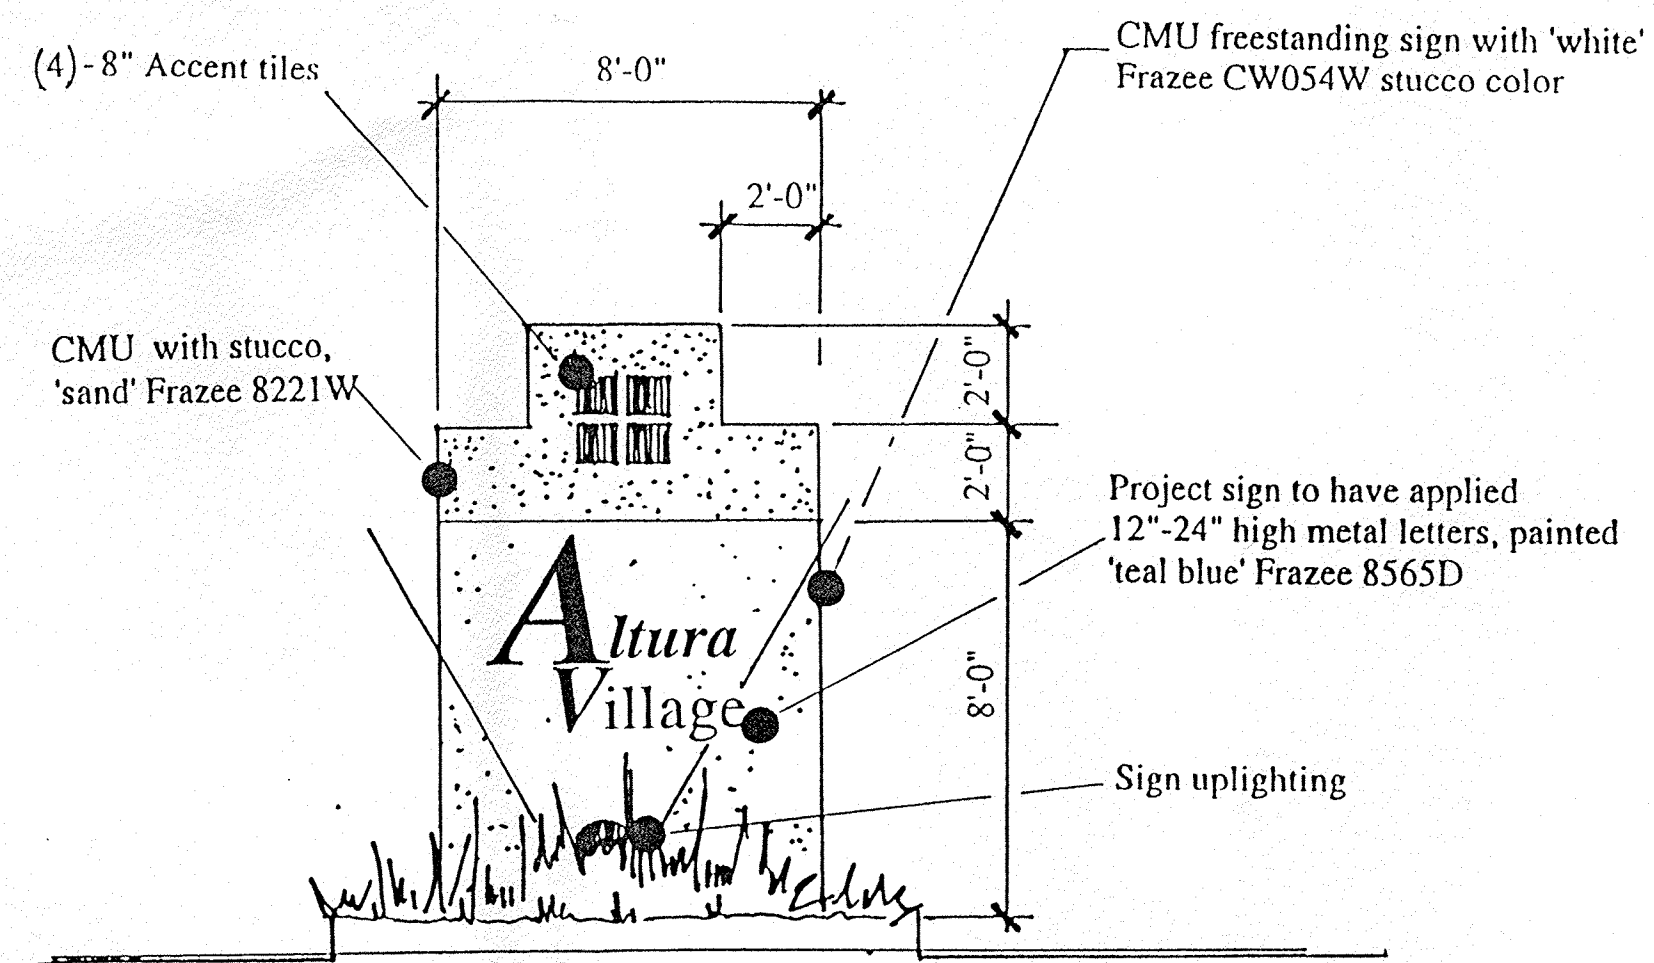 (4)-8" Accent tiles
8'-0"
CMU freestanding sign with 'white'
Frazee CW054W stucco color
2'-0"
CMU with stucco,
'sand' Frazee 8221W
2'-0"
2'-0"
Project sign to have applied
12"-24" high metal letters, painted
'teal blue' Frazee 8565D
Altura
Village
8'-0"
Sign uplighting